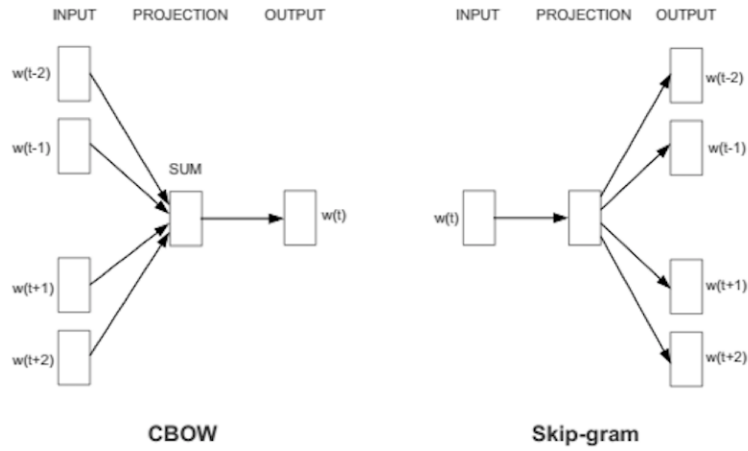 INPUT PROJECTION OUTPUT
w(t-2)
w(t-1)
SUM
w(t)
w(t+1)
w(t+2)
CBOW
INPUT PROJECTION OUTPUT
w(t-2)
w(t-1)
w(t)
w(t+1)
w(t+2)
Skip-gram